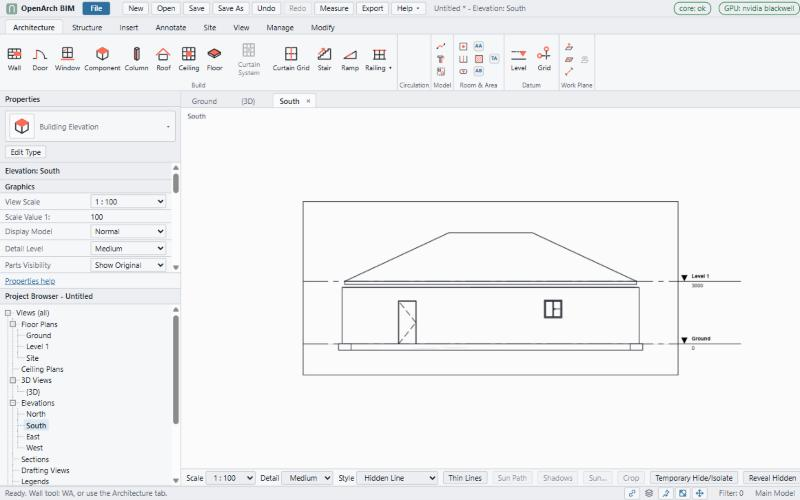 OpenArch BIM File New Open Save Save As Undo Redo Measure Export Help Untitled * - Elevation: South core: ok GPU: nvidia blackwell
Architecture Structure Insert Annotate Site View Manage Modify
Wall Door Window Component Column Roof Ceiling Floor Curtain System Curtain Grid Stair Ramp Railing Level Grid
AA TA AB
Build Circulation Model Room & Area Datum Work Plane
Properties
Ground {3D} South ×
Building Elevation
Edit Type
Elevation: South
Graphics
View Scale 1 : 100
Scale Value 1: 100
Display Model Normal
Detail Level Medium
Parts Visibility Show Original
Properties help
Project Browser - Untitled
Views (all)
Floor Plans
Ground
Level 1
Site
Ceiling Plans
3D Views
{3D}
Elevations
North
South
East
West
Sections
Drafting Views
Legends
South
Level 1
3000
Ground
0
Scale 1 : 100 Detail Medium Style Hidden Line Thin Lines Sun Path Shadows Sun... Crop Temporary Hide/Isolate Reveal Hidden
Ready. Wall tool: WA, or use the Architecture tab. Filter: 0 Main Model